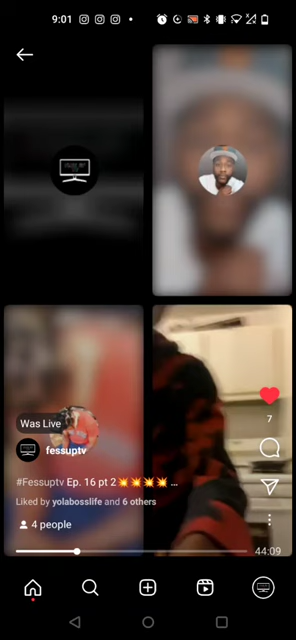 9:01
Was Live
fessuptv
#Fessuptv Ep. 16 pt 2💥💥💥💥 ...
Liked by yolabosslife and 6 others
4 people
7
44:09